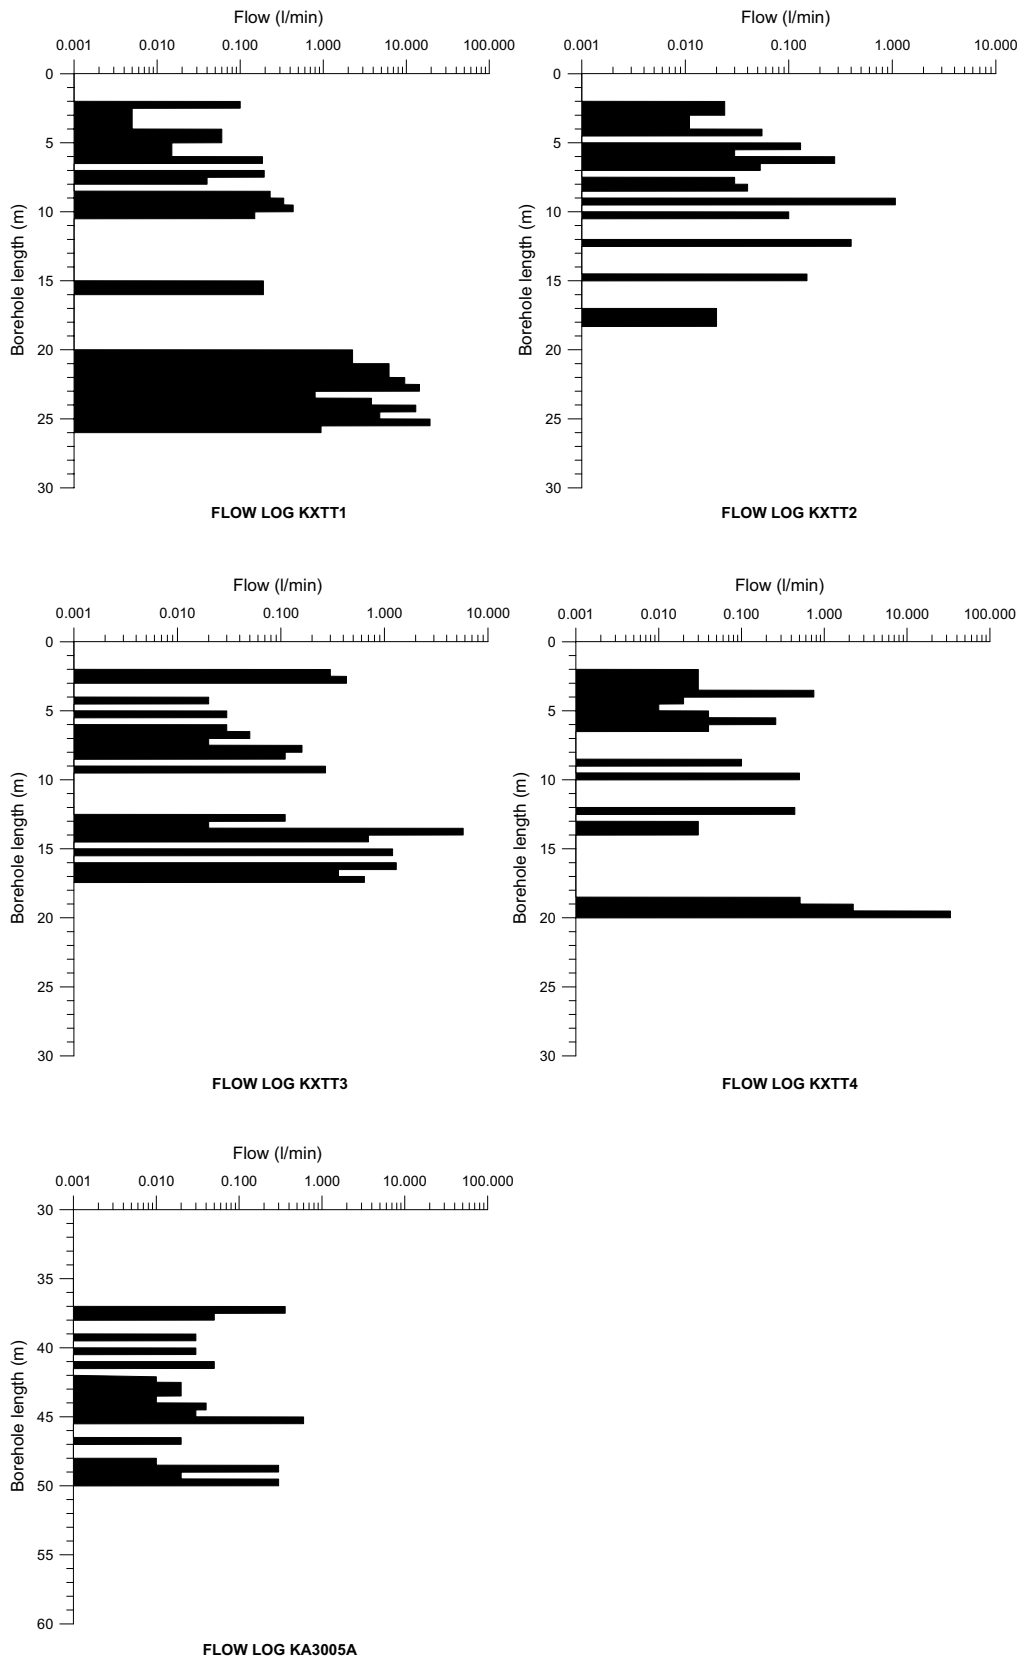 Flow (l/min)
0.001 0.010 0.100 1.000 10.000 100.000
0
5
10
15
20
25
30
Borehole length (m)
FLOW LOG KXTT1
Flow (l/min)
0.001 0.010 0.100 1.000 10.000
0
5
10
15
20
25
30
Borehole length (m)
FLOW LOG KXTT2
Flow (l/min)
0.001 0.010 0.100 1.000 10.000
0
5
10
15
20
25
30
Borehole length (m)
FLOW LOG KXTT3
Flow (l/min)
0.001 0.010 0.100 1.000 10.000 100.000
0
5
10
15
20
25
30
Borehole length (m)
FLOW LOG KXTT4
Flow (l/min)
0.001 0.010 0.100 1.000 10.000 100.000
30
35
40
45
50
55
60
Borehole length (m)
FLOW LOG KA3005A